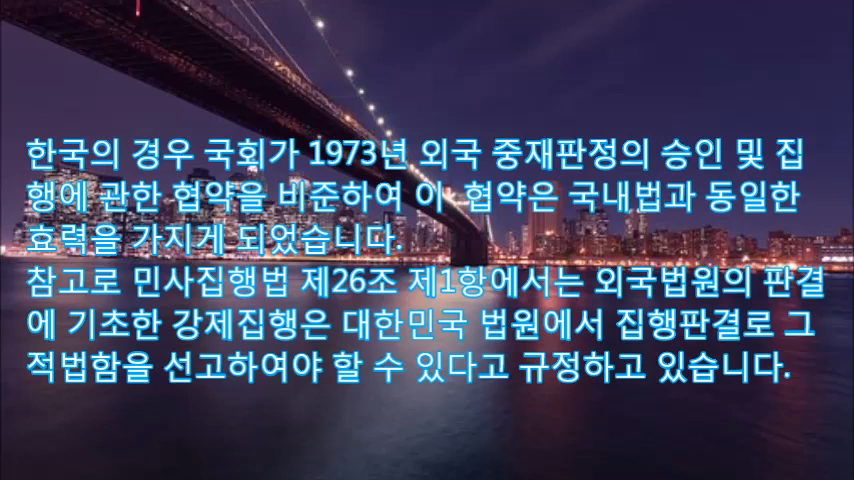 한국의 경우 국회가 1973년 외국 중재판정의 승인 및 집
행에 관한 협약을 비준하여 이 협약은 국내법과 동일한
효력을 가지게 되었습니다.
참고로 민사집행법 제26조 제1항에서는 외국법원의 판결
에 기초한 강제집행은 대한민국 법원에서 집행판결로 그
적법함을 선고하여야 할 수 있다고 규정하고 있습니다.